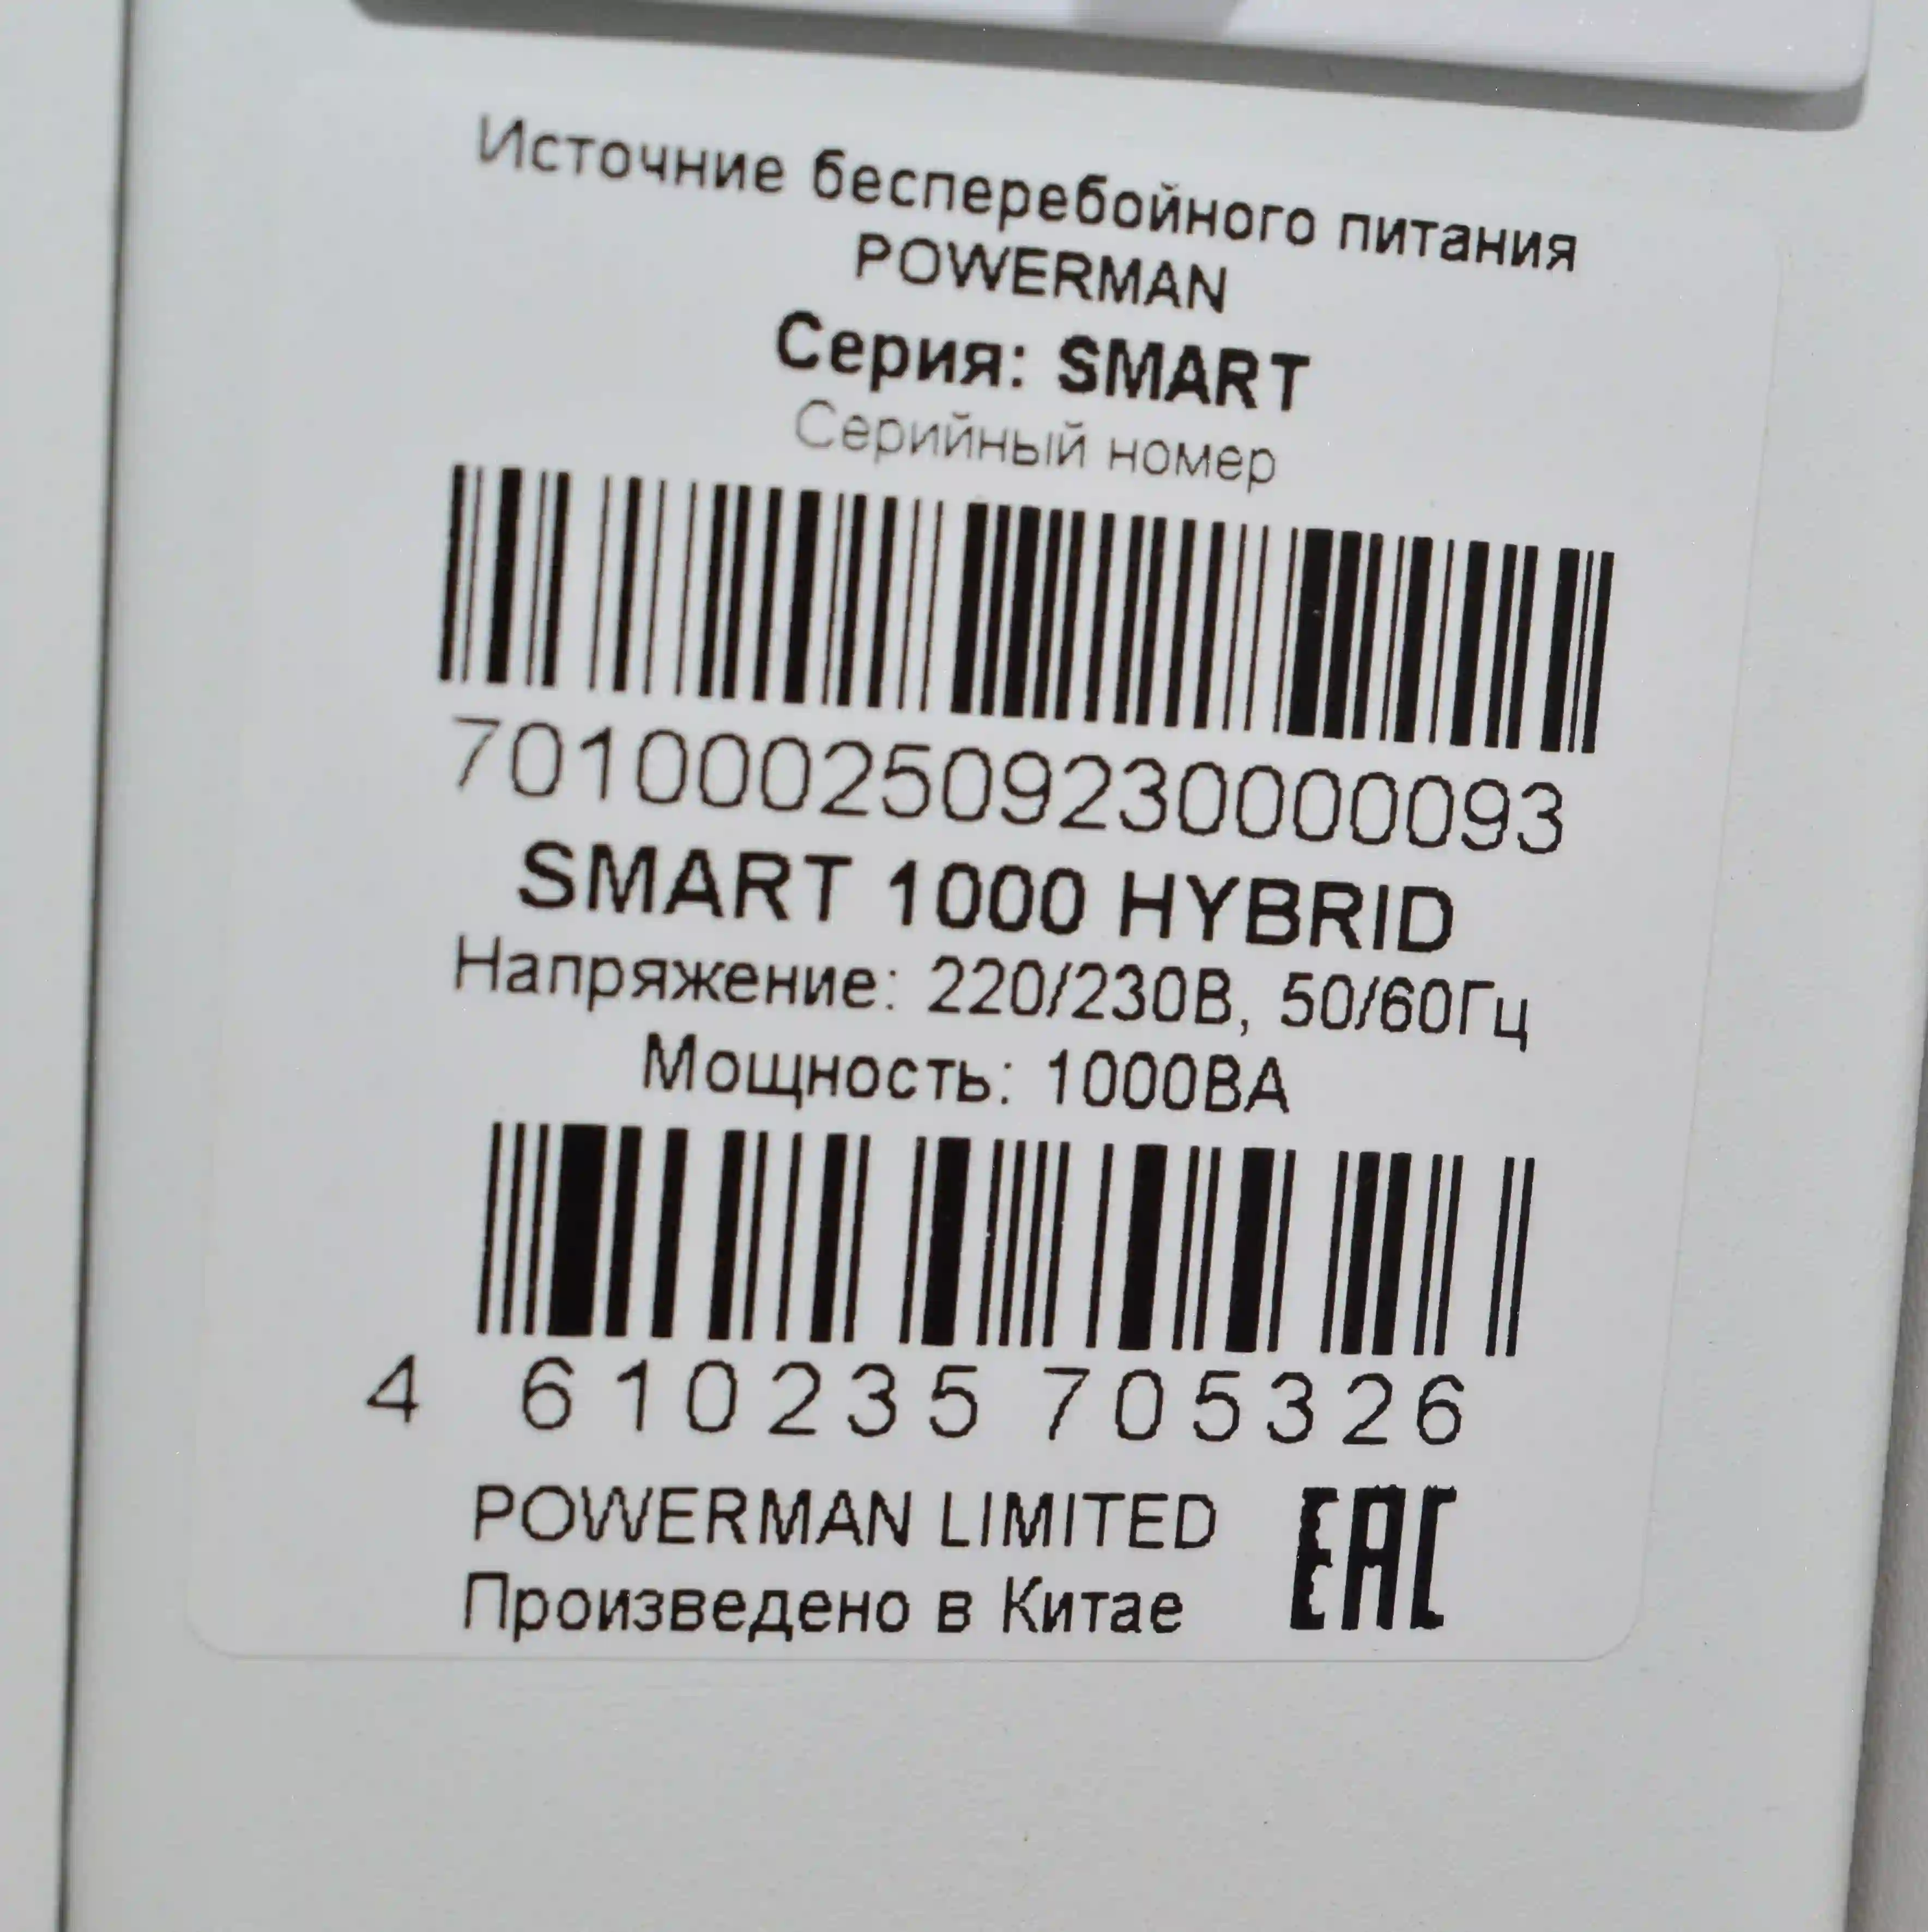 Источние бесперебойного питания
POWERMAN
Серия: SMART
Серийный номер
7010002509230000093
SMART 1000 HYBRID
Напряжение: 220/230В, 50/60Гц
Мощность: 1000ВА
4 610235 705326
POWERMAN LIMITED
Произведено в Китае
EAC